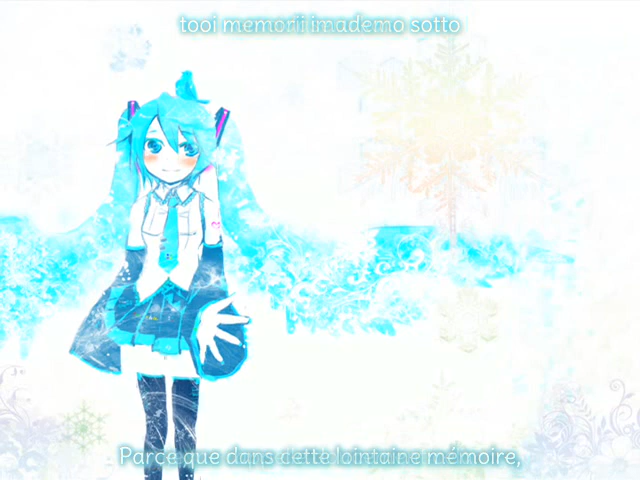 tooi memorii imademo sotto
Parce que dans cette lointaine mémoire,